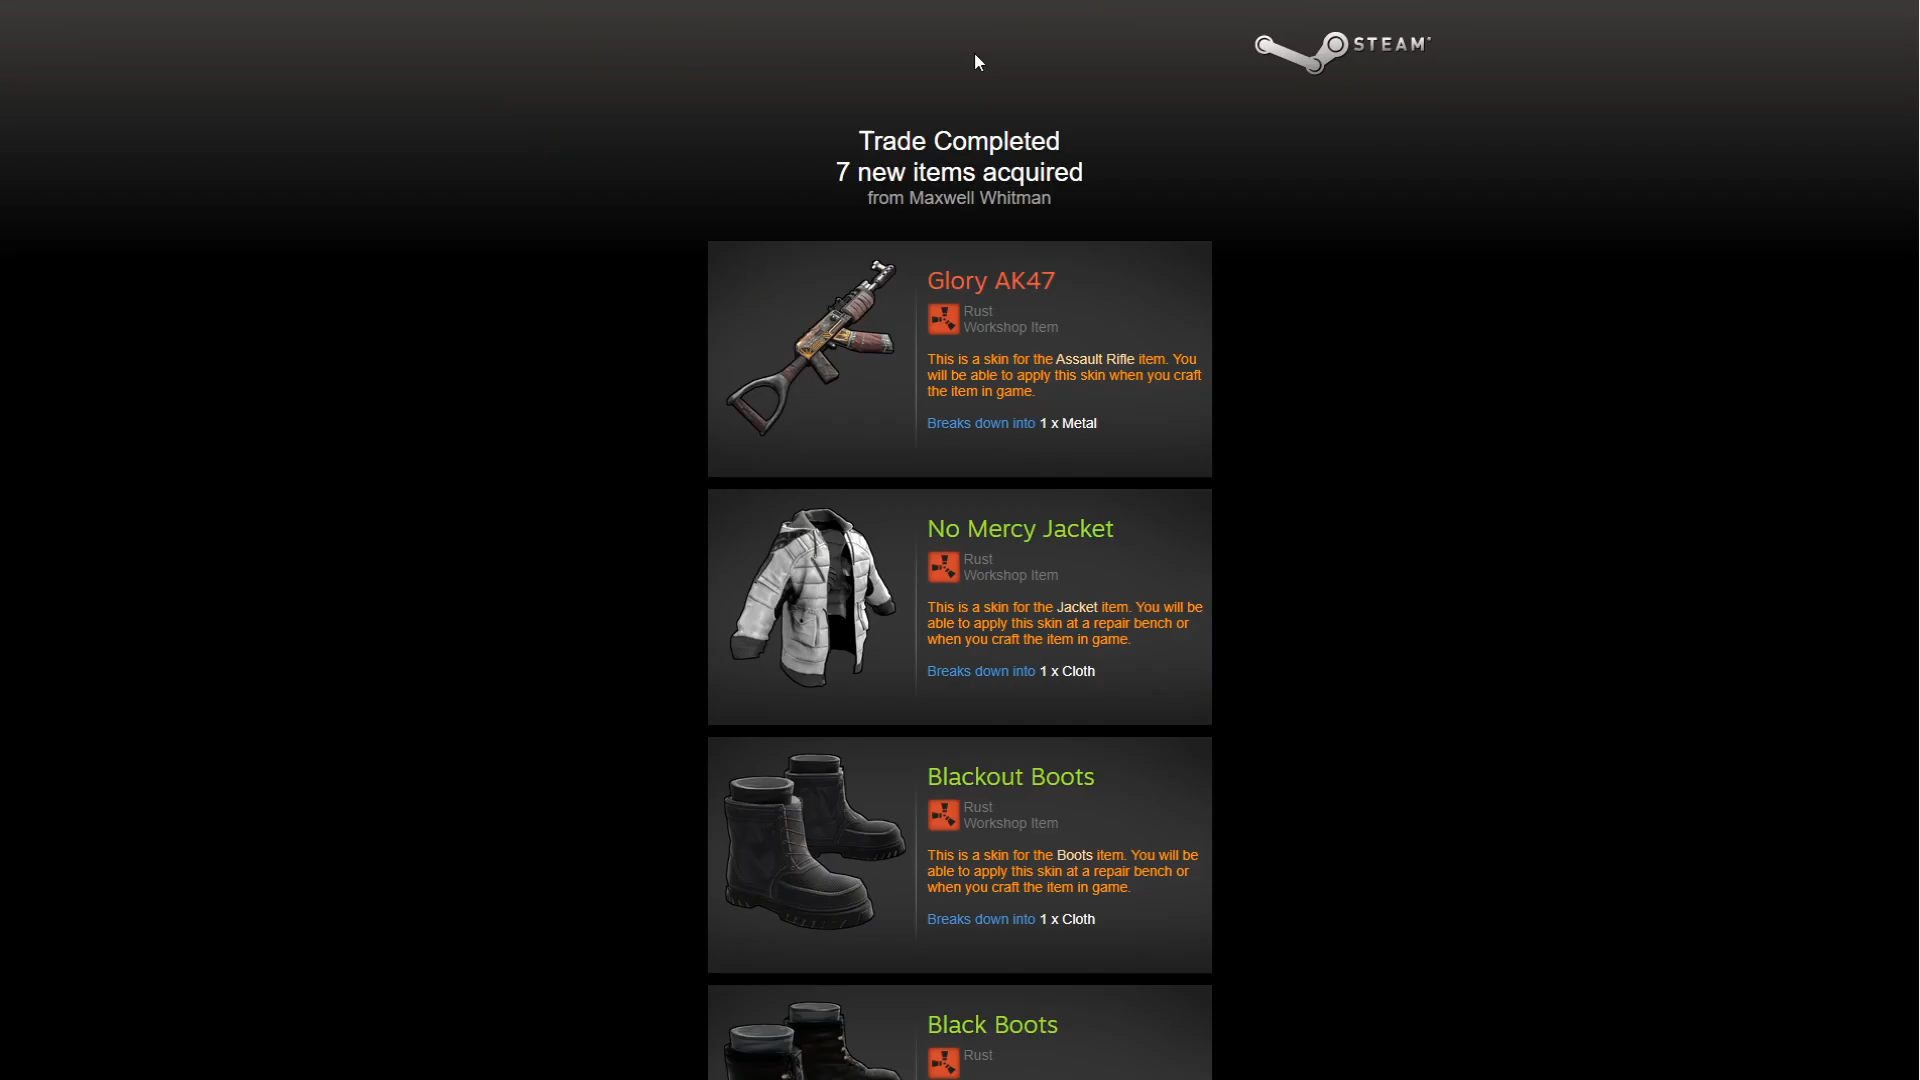 STEAM
Trade Completed
7 new items acquired
from Maxwell Whitman
Glory AK47
Rust
Workshop Item
This is a skin for the Assault Rifle item. You
will be able to apply this skin when you craft
the item in game.
Breaks down into 1 x Metal
No Mercy Jacket
Rust
Workshop Item
This is a skin for the Jacket item. You will be
able to apply this skin at a repair bench or
when you craft the item in game.
Breaks down into 1 x Cloth
Blackout Boots
Rust
Workshop Item
This is a skin for the Boots item. You will be
able to apply this skin at a repair bench or
when you craft the item in game.
Breaks down into 1 x Cloth
Black Boots
Rust